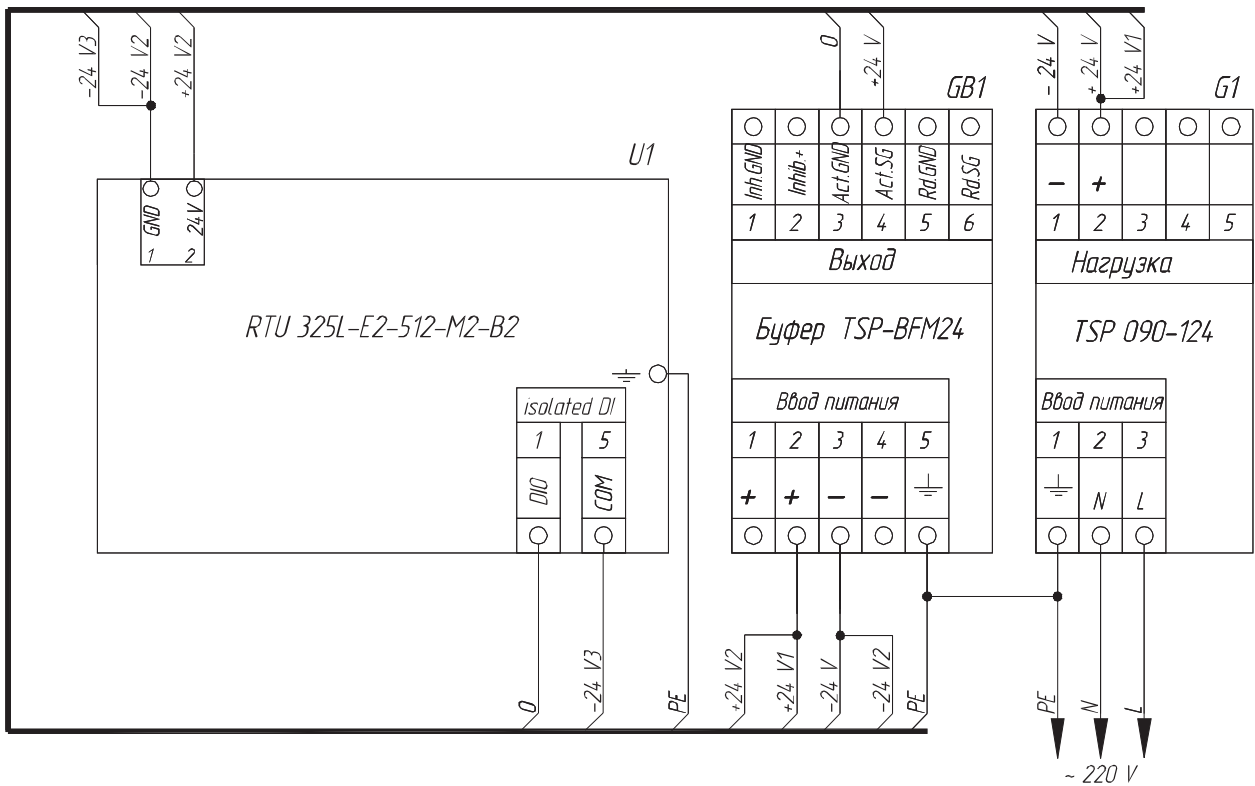 -24 V3
-24 V2
+24 V2
0
+24 V
- 24 V
+ 24 V
+24 V1
GB1
G1
U1
GND
24V
1 2
Inh.GND
Inhib.+
Act.GND
Act.SG
Rd.GND
Rd.SG
1 2 3 4 5 6
Выход
- +
1 2 3 4 5
Нагрузка
RTU 325L-E2-512-M2-B2
Буфер TSP-BFM24
TSP 090-124
isolated DI
1 5
DI0
COM
Ввод питания
1 2 3 4 5
+ + - -
Ввод питания
1 2 3
N L
0
-24 V3
PE
+24 V2
+24 V1
-24 V
-24 V2
PE
PE
N
L
~ 220 V